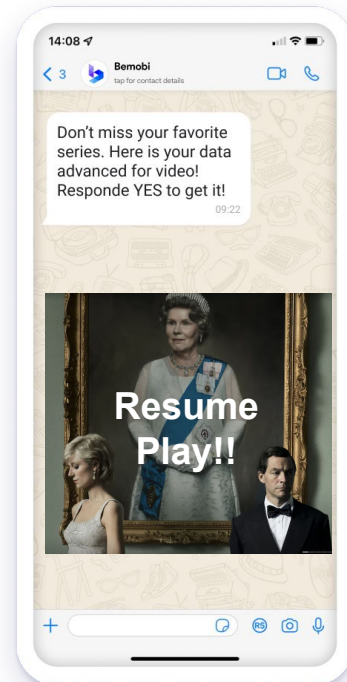 14:08
3
Bemobi
tap for contact details
Don't miss your favorite
series. Here is your data
advanced for video!
Responde YES to get it!
09:22
Resume
Play!!
R$